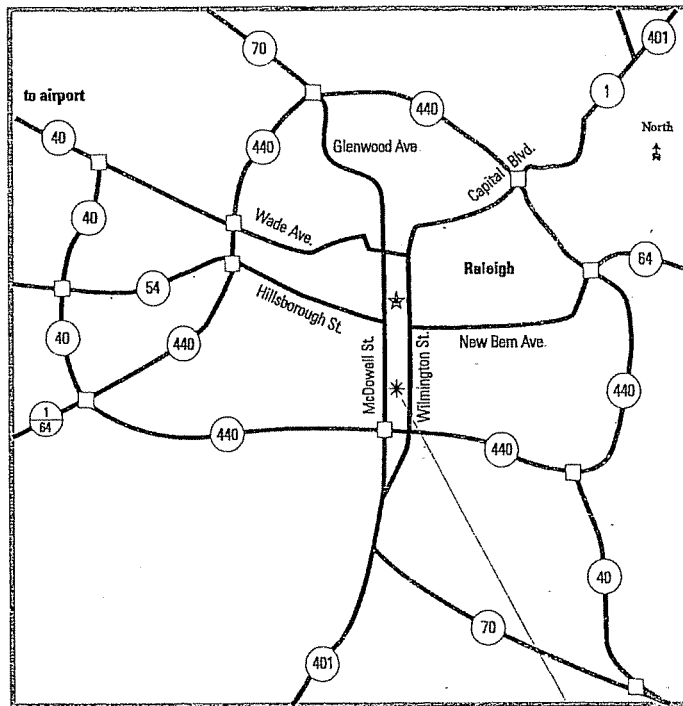 401
70
1
to airport
440
40
North
Glenwood Ave.
440
Capital Blvd.
40
Wade Ave.
Raleigh
64
54
Hillsborough St.
40
440
New Bern Ave.
McDowall St.
Wilmington St.
440
1
64
440
440
40
70
401